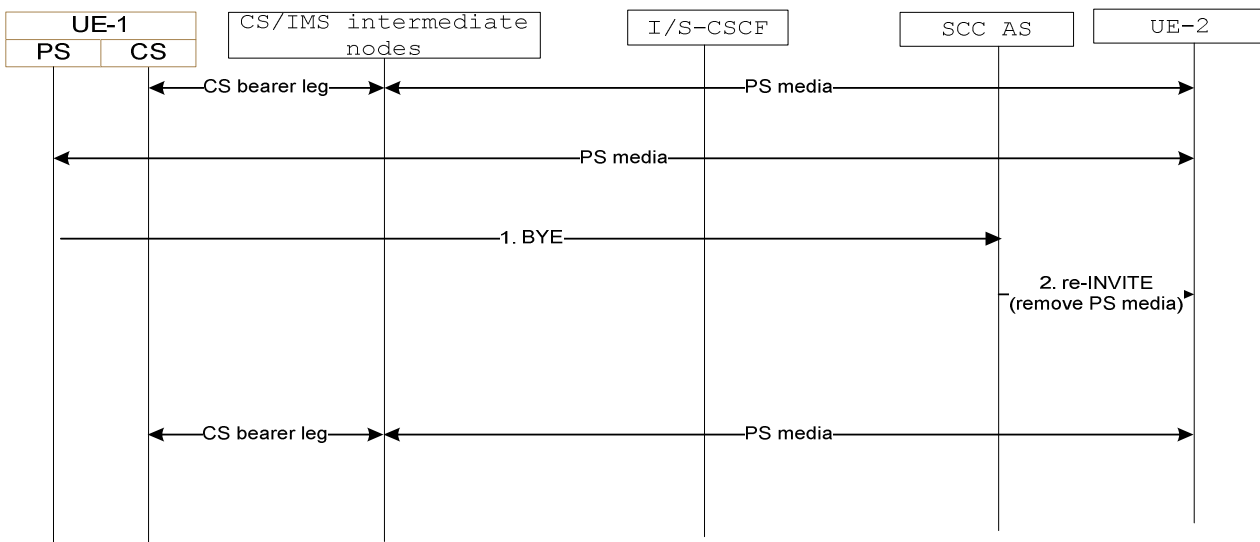 UE-1
PS CS
CS/IMS intermediate
nodes
I/S-CSCF
SCC AS
UE-2
CS bearer leg
PS media
PS media
1. BYE
2. re-INVITE
(remove PS media)
CS bearer leg
PS media